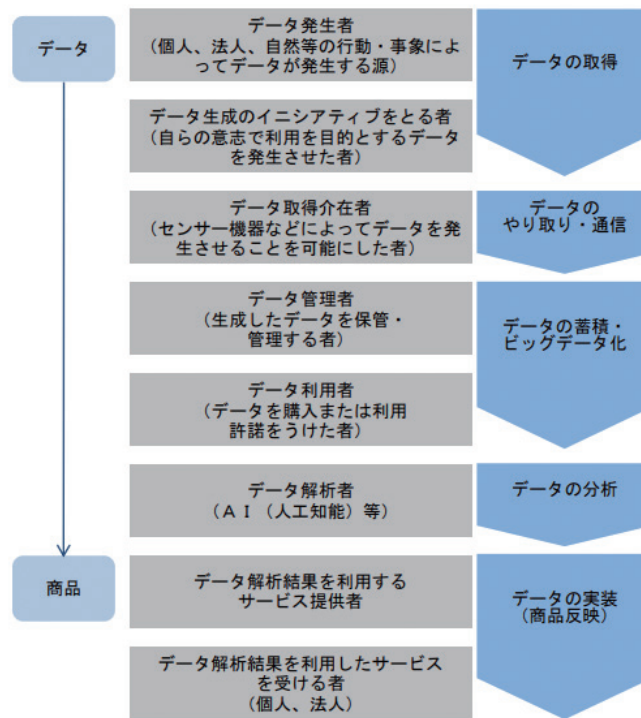 データ
データ発生者
(個人、法人、自然等の行動・事象によ
ってデータが発生する源)
データの取得
データ生成のイニシアティブをとる者
(自らの意志で利用を目的とするデータ
を発生させた者)
データ取得介在者
(センサー機器などによってデータを発
生させることを可能にした者)
データの
やり取り・通信
データ管理者
(生成したデータを保管・
管理する者)
データの蓄積・
ビッグデータ化
データ利用者
(データを購入または利用
許諾をうけた者)
データ解析者
(AI(人工知能)等)
データの分析
商品
データ解析結果を利用する
サービス提供者
データの実装
(商品反映)
データ解析結果を利用したサービス
を受ける者
(個人、法人)